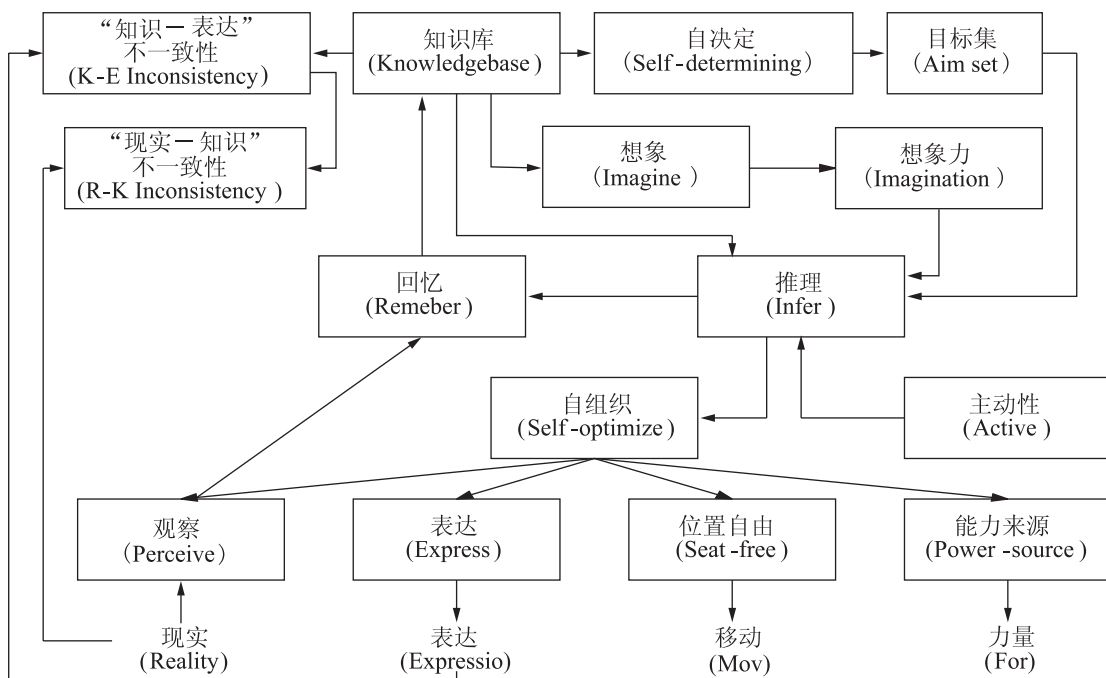 “知识－表达”
不一致性
(K-E Inconsistency)
知识库
(Knowledgebase)
自决定
(Self-determining)
目标集
(Aim set)
“现实－知识”
不一致性
(R-K Inconsistency )
想象
（Imagine ）
想象力
（Imagination）
回忆
(Remeber)
推理
(Infer )
自组织
(Self-optimize)
主动性
(Active )
观察
（Perceive）
表达
(Express)
位置自由
(Seat-free)
能力来源
(Power-source)
现实
(Reality)
表达
(Expressio)
移动
(Mov)
力量
(For)